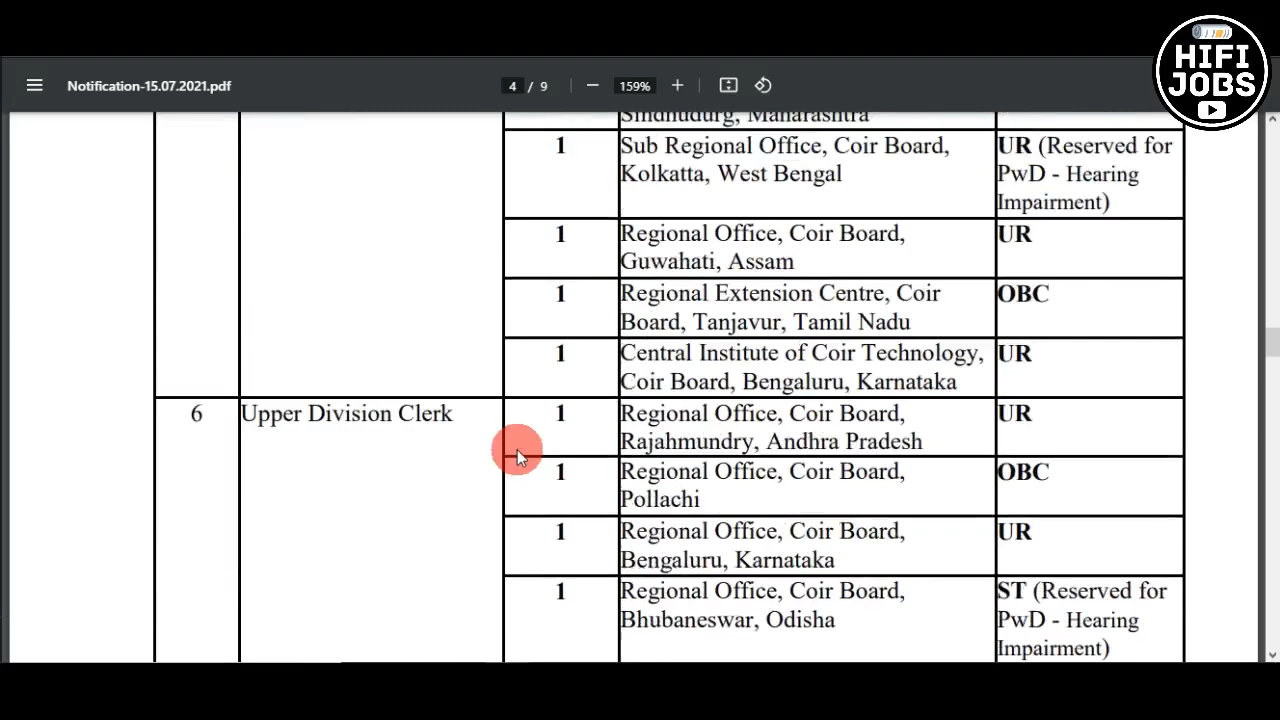 HIFI
JOBS
Notification-15.07.2021.pdf
4 / 9
159%
Sindhudurg, Maharashtra
1
Sub Regional Office, Coir Board,
Kolkatta, West Bengal
UR (Reserved for
PwD - Hearing
Impairment)
1
Regional Office, Coir Board,
Guwahati, Assam
UR
1
Regional Extension Centre, Coir
Board, Tanjavur, Tamil Nadu
OBC
1
Central Institute of Coir Technology,
Coir Board, Bengaluru, Karnataka
UR
6
Upper Division Clerk
1
Regional Office, Coir Board,
Rajahmundry, Andhra Pradesh
UR
1
Regional Office, Coir Board,
Pollachi
OBC
1
Regional Office, Coir Board,
Bengaluru, Karnataka
UR
1
Regional Office, Coir Board,
Bhubaneswar, Odisha
ST (Reserved for
PwD - Hearing
Impairment)